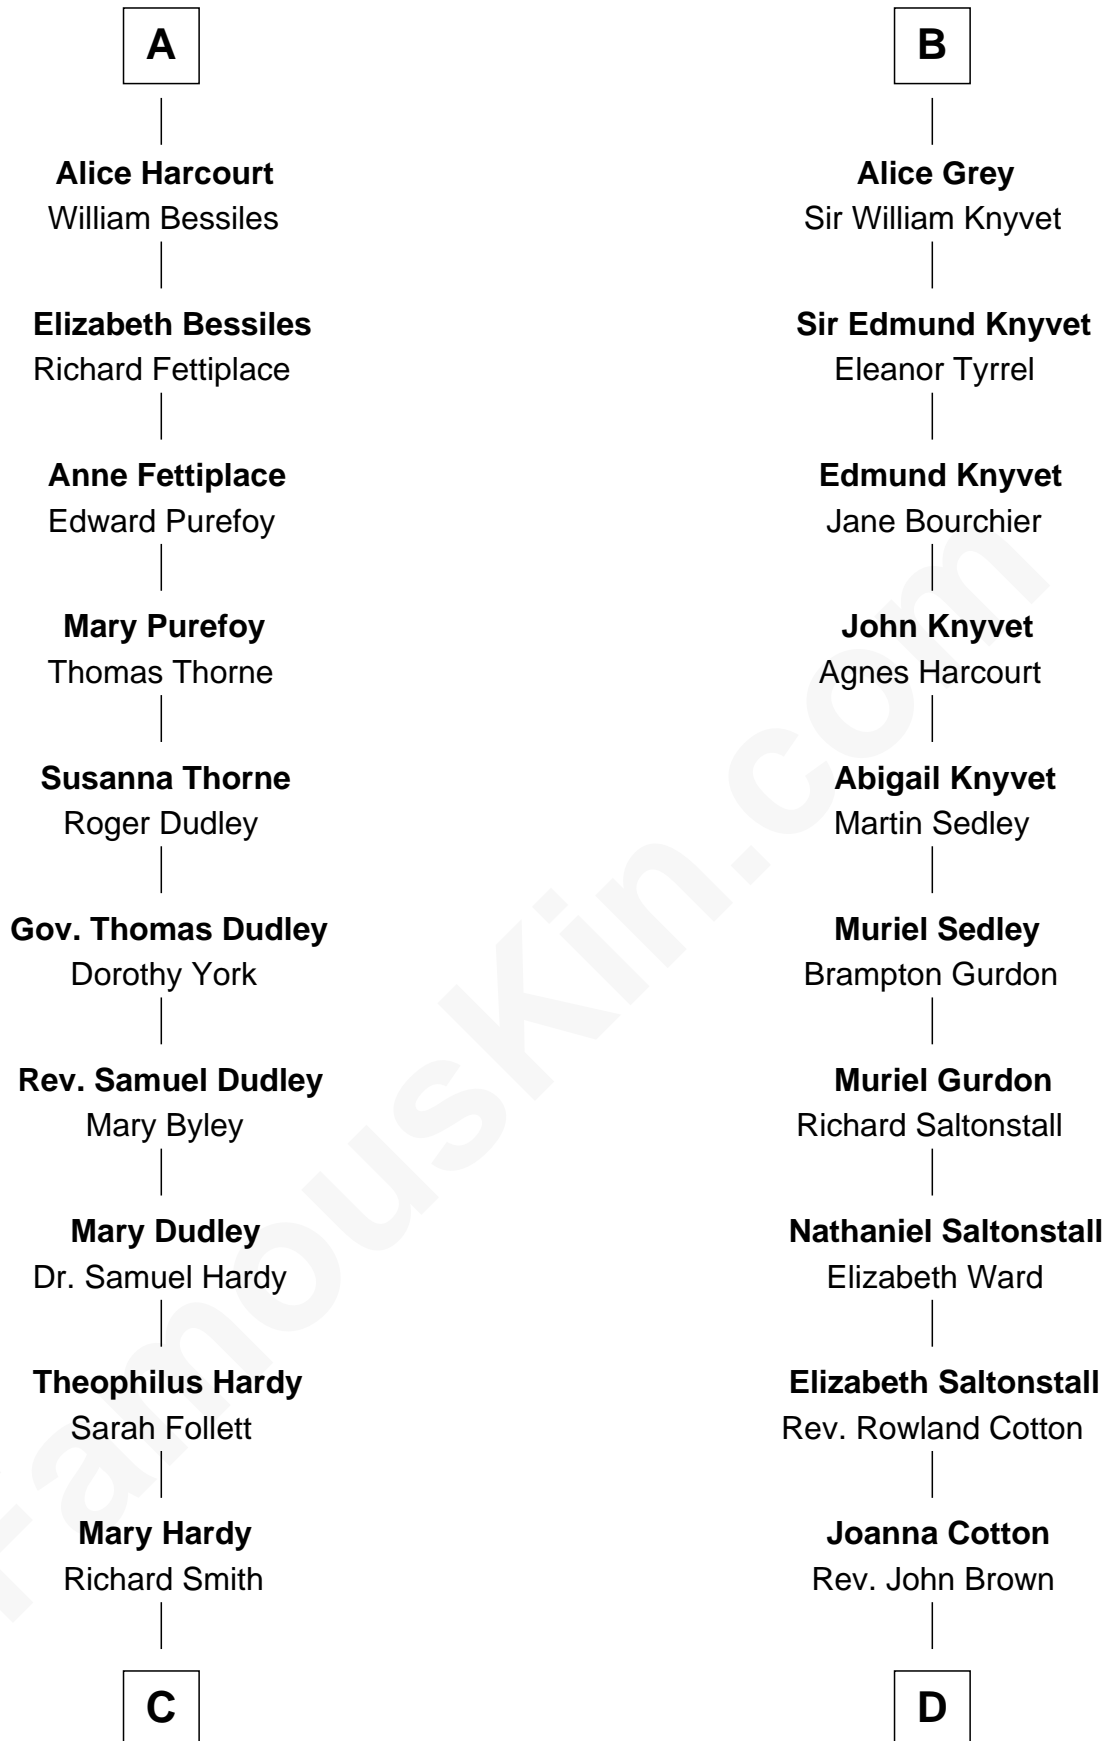 A
Alice Harcourt
William Bessiles
Elizabeth Bessiles
Richard Fettiplace
Anne Fettiplace
Edward Purefoy
Mary Purefoy
Thomas Thorne
Susanna Thorne
Roger Dudley
Gov. Thomas Dudley
Dorothy York
Rev. Samuel Dudley
Mary Byley
Mary Dudley
Dr. Samuel Hardy
Theophilus Hardy
Sarah Follett
Mary Hardy
Richard Smith
C
B
Alice Grey
Sir William Knyvet
Sir Edmund Knyvet
Eleanor Tyrrel
Edmund Knyvet
Jane Bourchier
John Knyvet
Agnes Harcourt
Abigail Knyvet
Martin Sedley
Muriel Sedley
Brampton Gurdon
Muriel Gurdon
Richard Saltonstall
Nathaniel Saltonstall
Elizabeth Ward
Elizabeth Saltonstall
Rev. Rowland Cotton
Joanna Cotton
Rev. John Brown
D
FamousKin.com